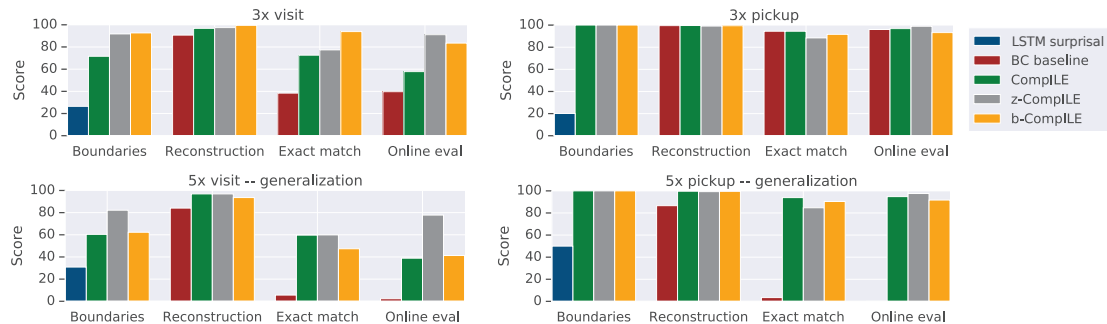 3x visit
100
80
60
40
20
0
Score
Boundaries Reconstruction Exact match Online eval
3x pickup
100
80
60
40
20
0
Score
Boundaries Reconstruction Exact match Online eval
LSTM surprisal
BC baseline
CompILE
z-CompILE
b-CompILE
5x visit -- generalization
100
80
60
40
20
0
Score
Boundaries Reconstruction Exact match Online eval
5x pickup -- generalization
100
80
60
40
20
0
Score
Boundaries Reconstruction Exact match Online eval